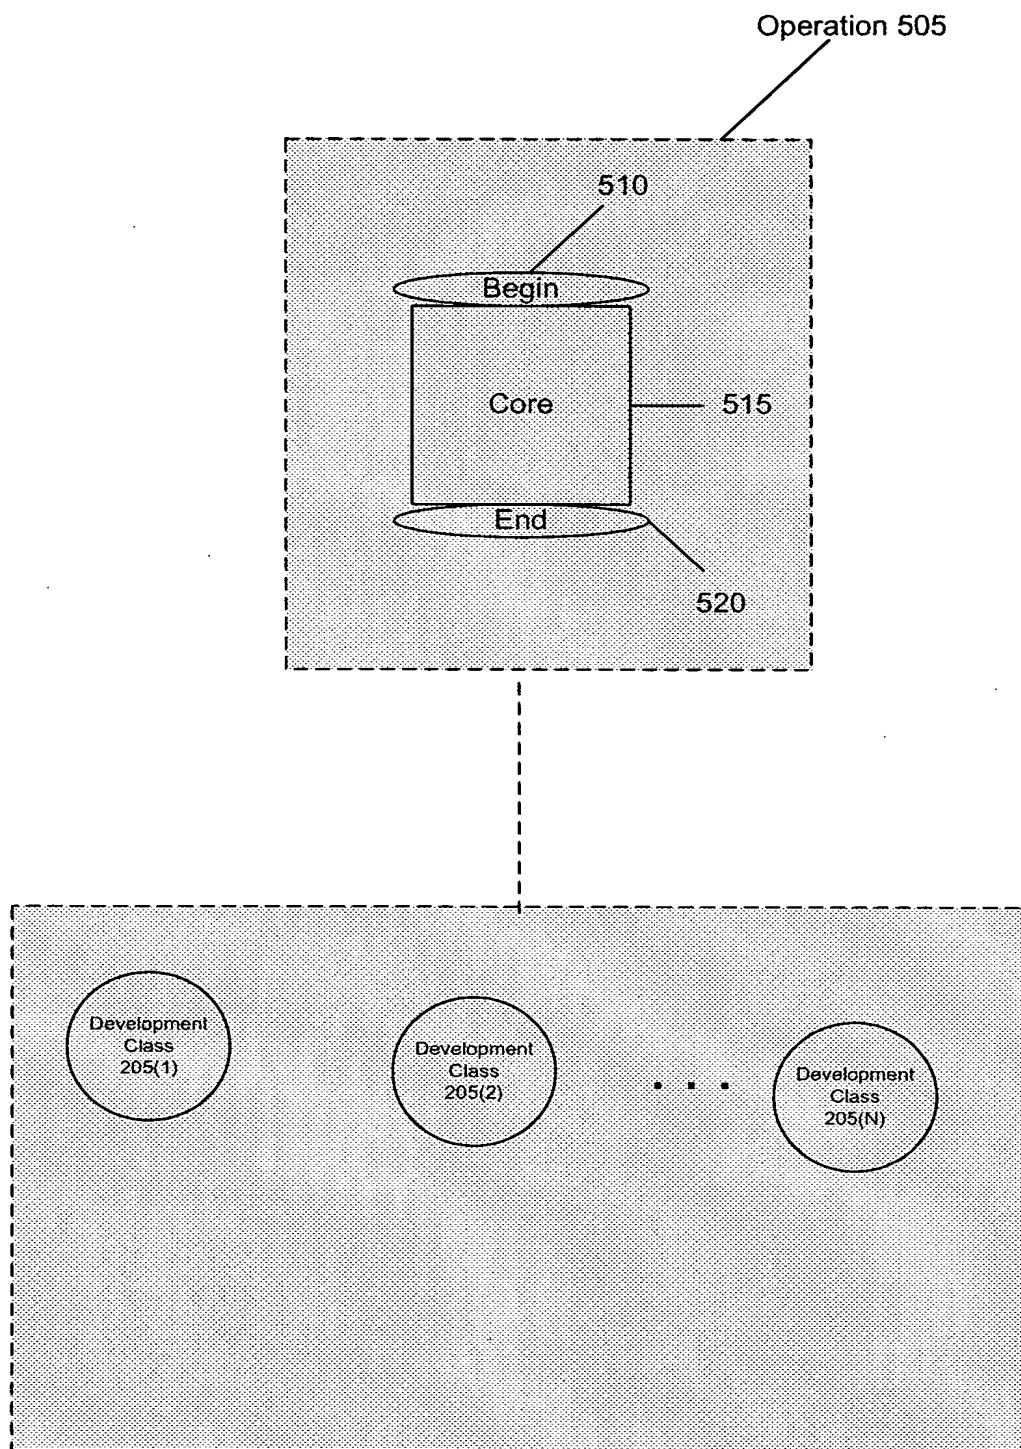 Operation 505
510
Begin
Core
515
End
520
Development
Class
205(1)
Development
Class
205(2)
. . .
Development
Class
205(N)